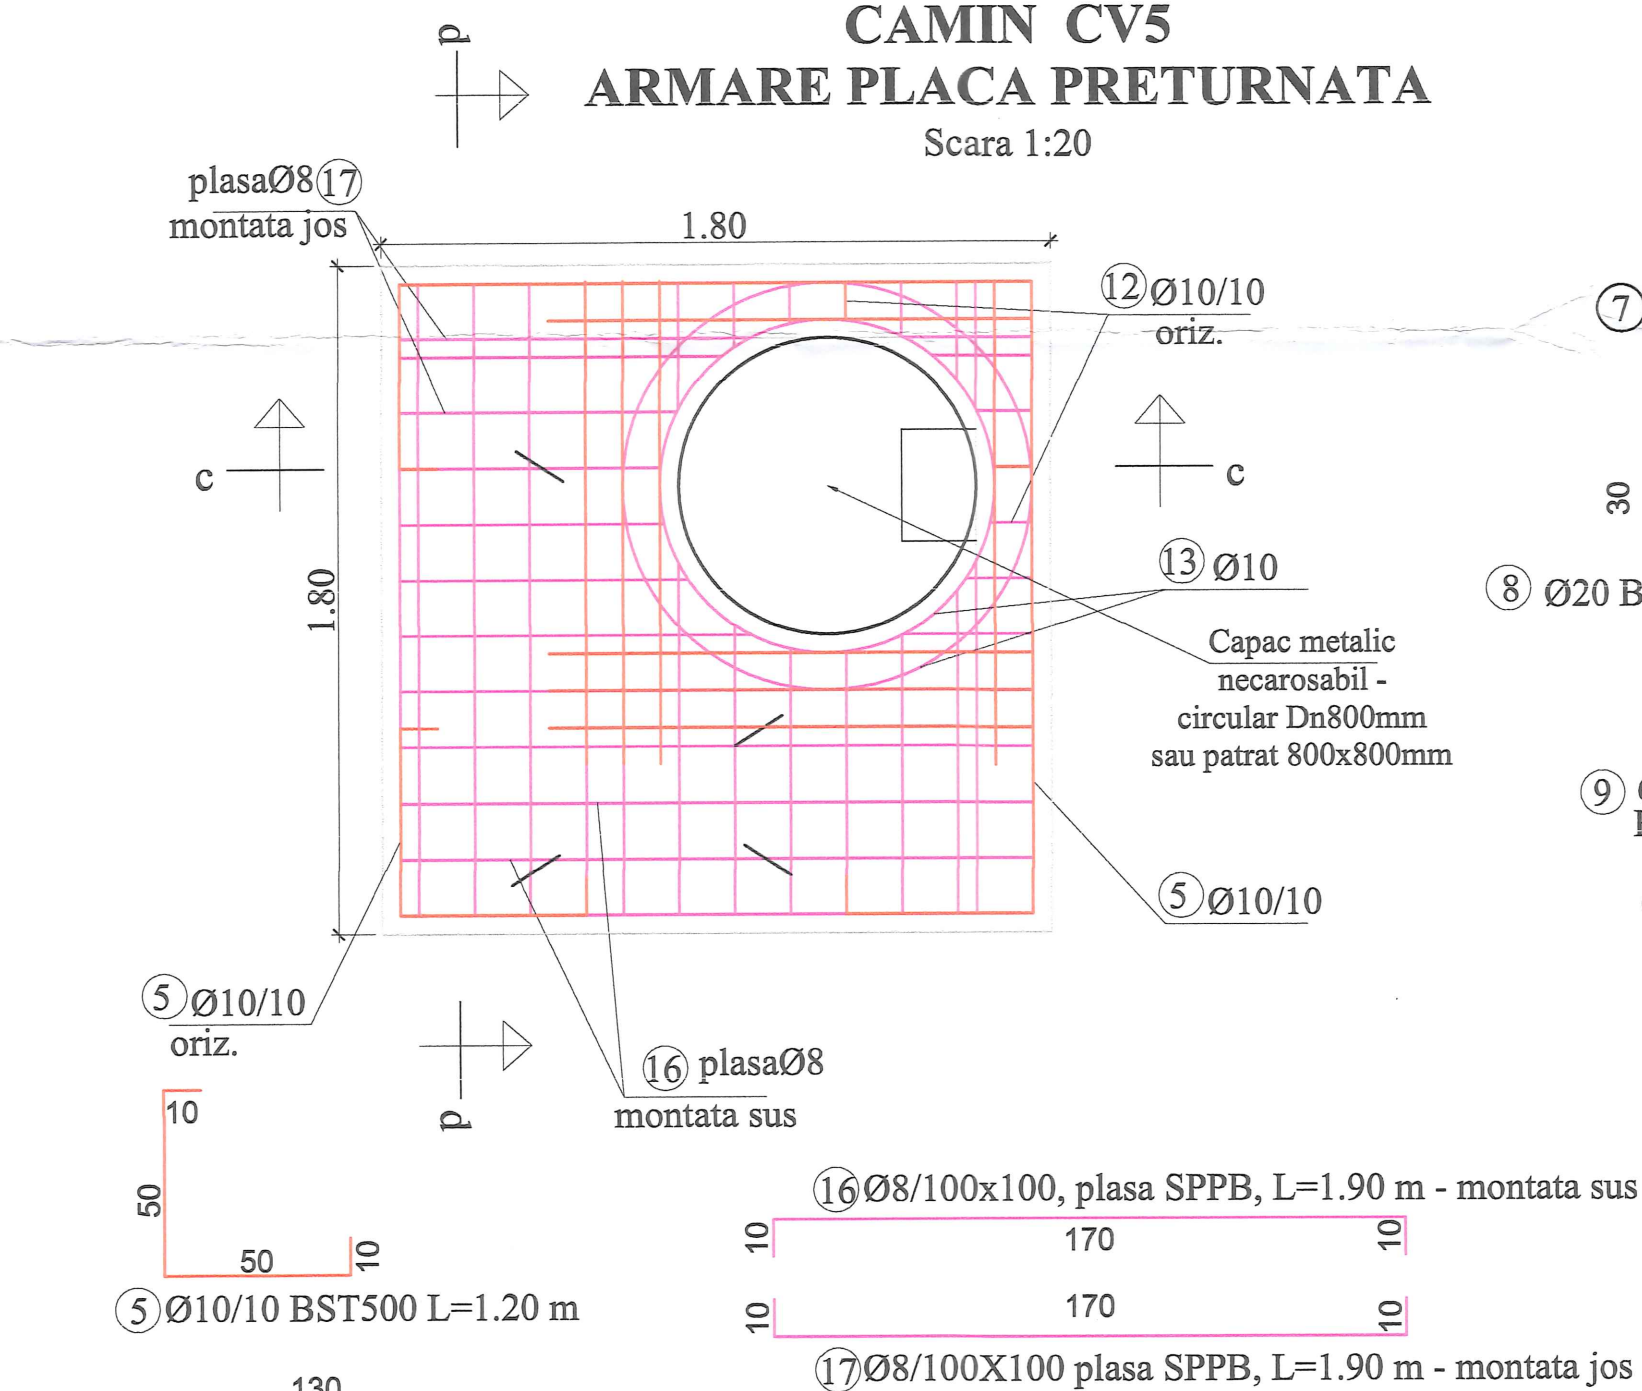 CAMIN CV5
ARMARE PLACA PRETURNATA
Scara 1:20
d
plasaØ8 17
montata jos
1.80
12 Ø10/10
oriz.
7
c
c
30
13 Ø10
8 Ø20 B
1.80
Capac metalic
necarosabil -
circular Dn800mm
sau patrat 800x800mm
9
5 Ø10/10
5 Ø10/10
oriz.
16 plasaØ8
montata sus
d
10
50
50
10
5 Ø10/10 BST500 L=1.20 m
16 Ø8/100x100, plasa SPPB, L=1.90 m - montata sus
10
170
10
10
170
10
17 Ø8/100X100 plasa SPPB, L=1.90 m - montata jos
130